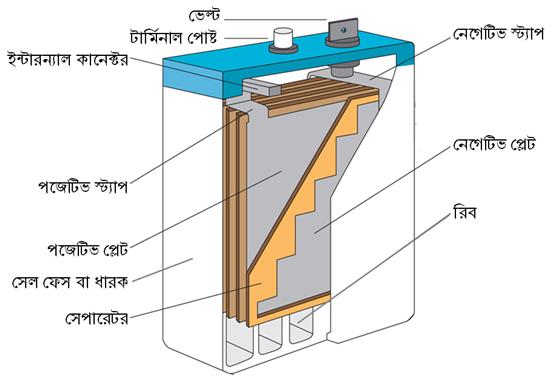 ভেল্ট
টার্মিনাল পোষ্ট
ইন্টারন্যাল কানেক্টর
নেগেটিভ স্ট্যাপ
নেগেটিভ প্লেট
পজেটিভ স্ট্যাপ
রিব
পজেটিভ প্লেট
সেল ফেস বা ধারক
সেপারেটর